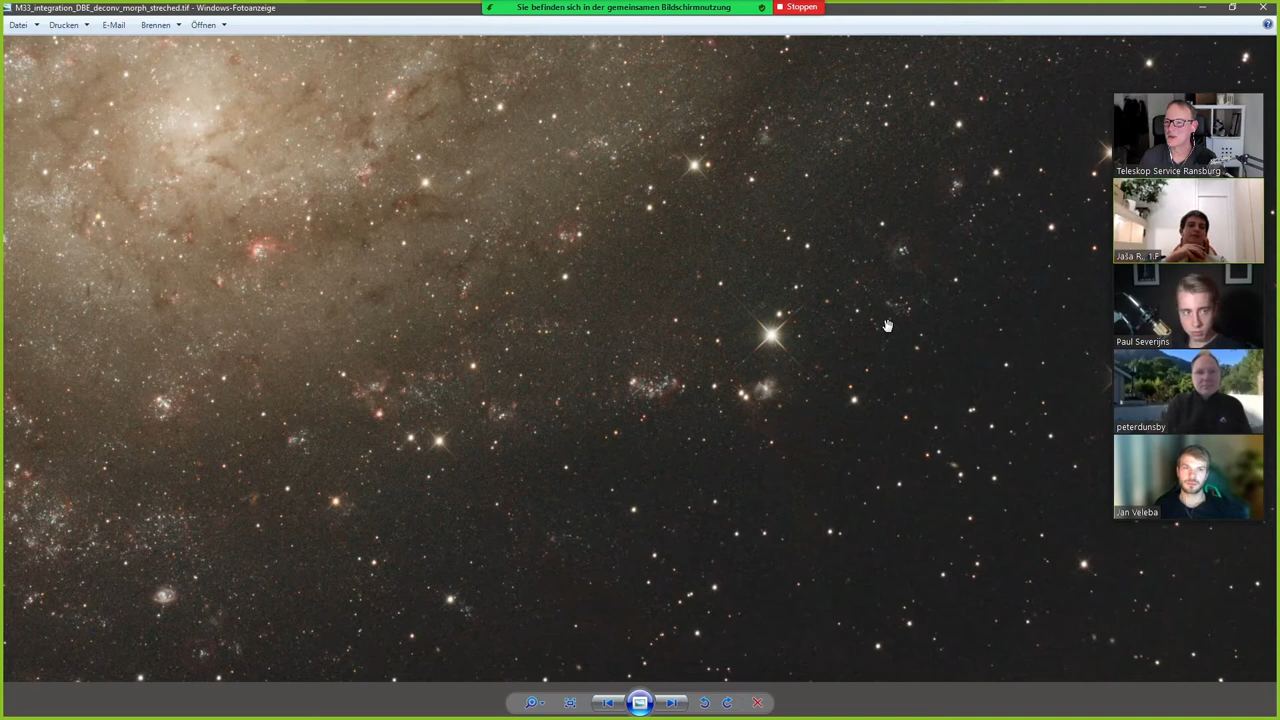 M33_integration_DBE_deconv_morph_streched.tif - Windows-Fotoanzeige
Sie befinden sich in der gemeinsamen Bildschirmnutzung
Stoppen
Datei Drucken E-Mail Brennen Öffnen
Teleskop Service Ransburg
Jaša R., 1.F
Paul Severijns
peterdunsby
Jan Veleba